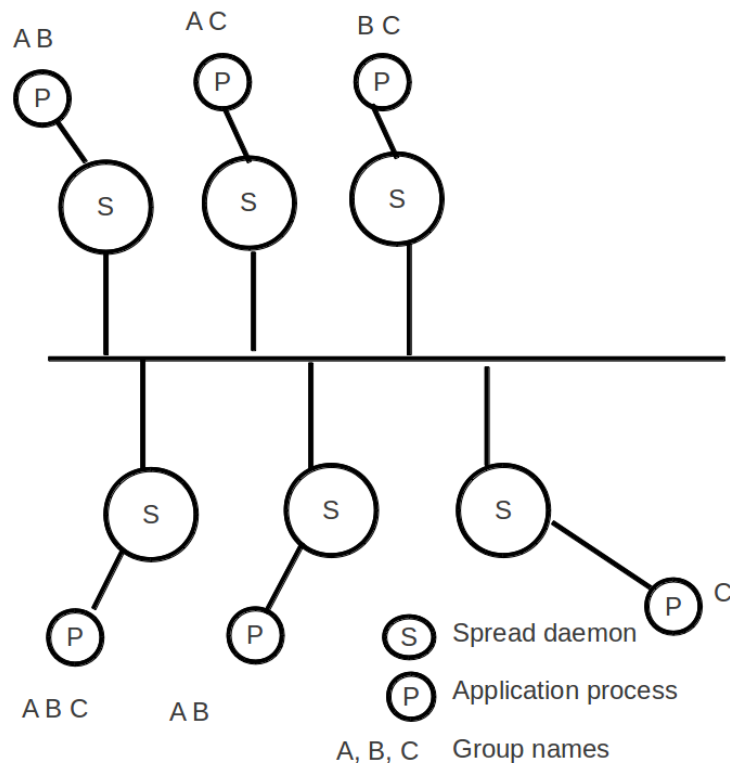 A B
A C
B C
P
P
P
S
S
S
S
S
S
P
P
P
C
A B C
A B
S Spread daemon
P Application process
A, B, C Group names